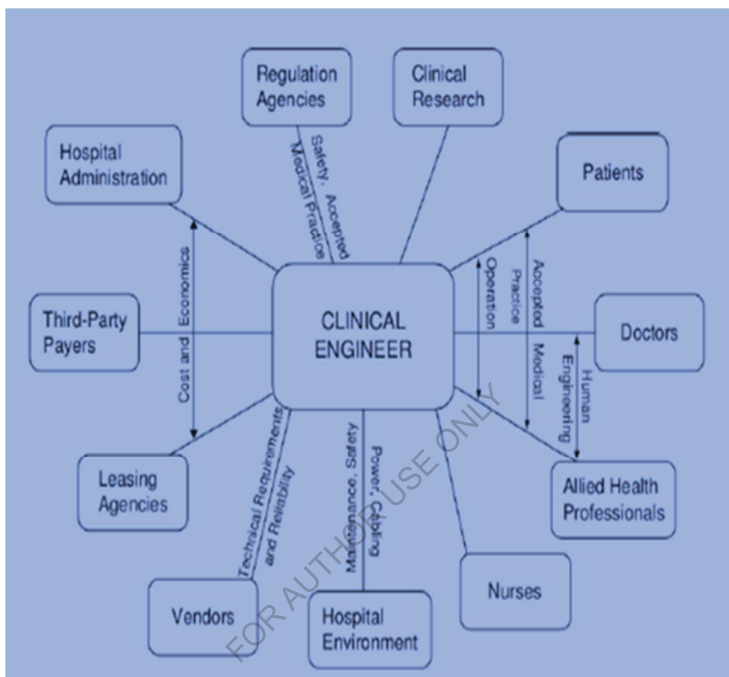 Regulation
Agencies
Clinical
Research
Hospital
Administration
Patients
Safety, Accepted
Medical Practice
Third-Party
Payers
Cost and Economics
CLINICAL
ENGINEER
Operation
Accepted Medical
Practice
Doctors
Human
Engineering
Leasing
Agencies
Allied Health
Professionals
Technical Requirements
and Reliability
Power, Cabling
Maintenance, Safety
Vendors
Hospital
Environment
Nurses
FOR AUTHOR USE ONLY